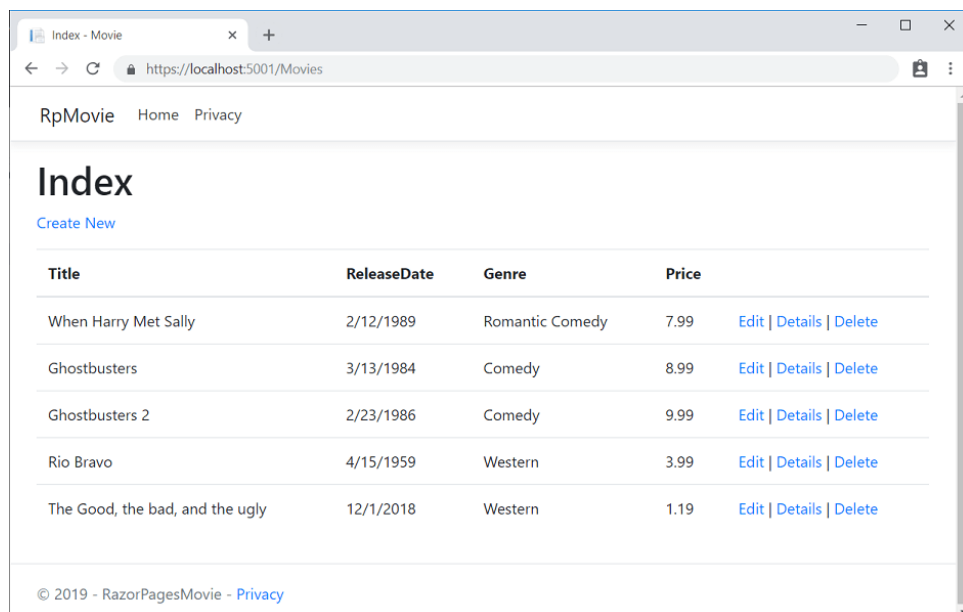 Index - Movie
https://localhost:5001/Movies
RpMovie Home Privacy
Index
Create New
Title ReleaseDate Genre Price
When Harry Met Sally 2/12/1989 Romantic Comedy 7.99 Edit | Details | Delete
Ghostbusters 3/13/1984 Comedy 8.99 Edit | Details | Delete
Ghostbusters 2 2/23/1986 Comedy 9.99 Edit | Details | Delete
Rio Bravo 4/15/1959 Western 3.99 Edit | Details | Delete
The Good, the bad, and the ugly 12/1/2018 Western 1.19 Edit | Details | Delete
© 2019 - RazorPagesMovie - Privacy